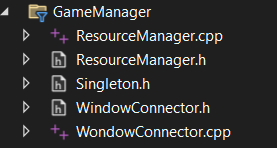 GameManager
ResourceManager.cpp
ResourceManager.h
Singleton.h
WindowConnector.h
WondowConnector.cpp